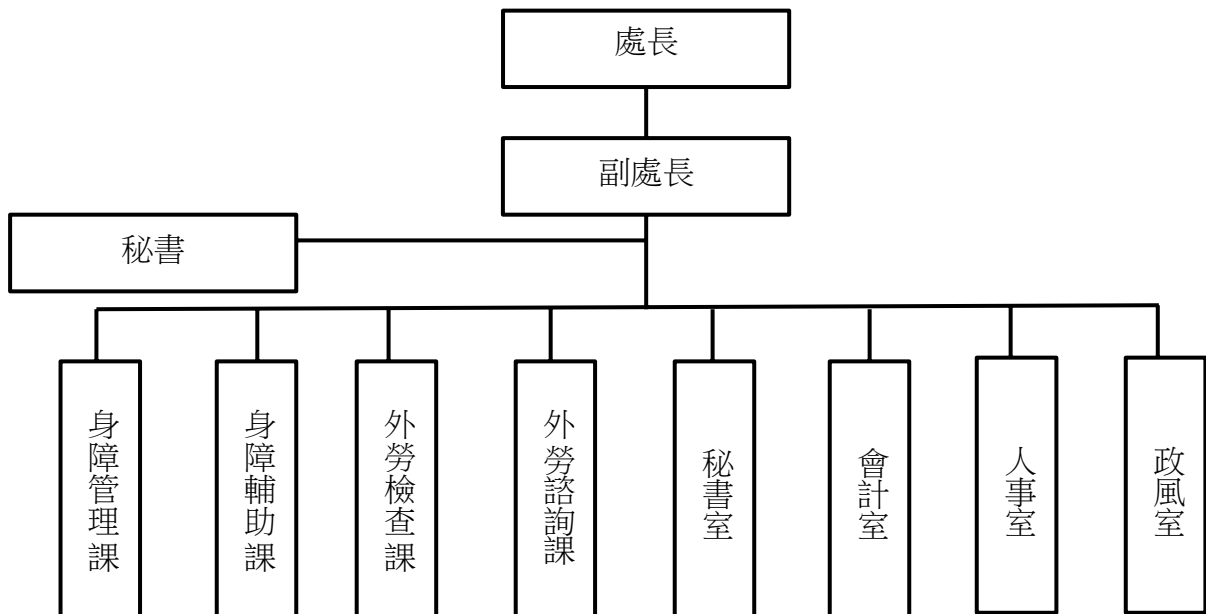 處長
副處長
秘書
身障管理課
身障輔助課
外勞檢查課
外勞諮詢課
秘書室
會計室
人事室
政風室